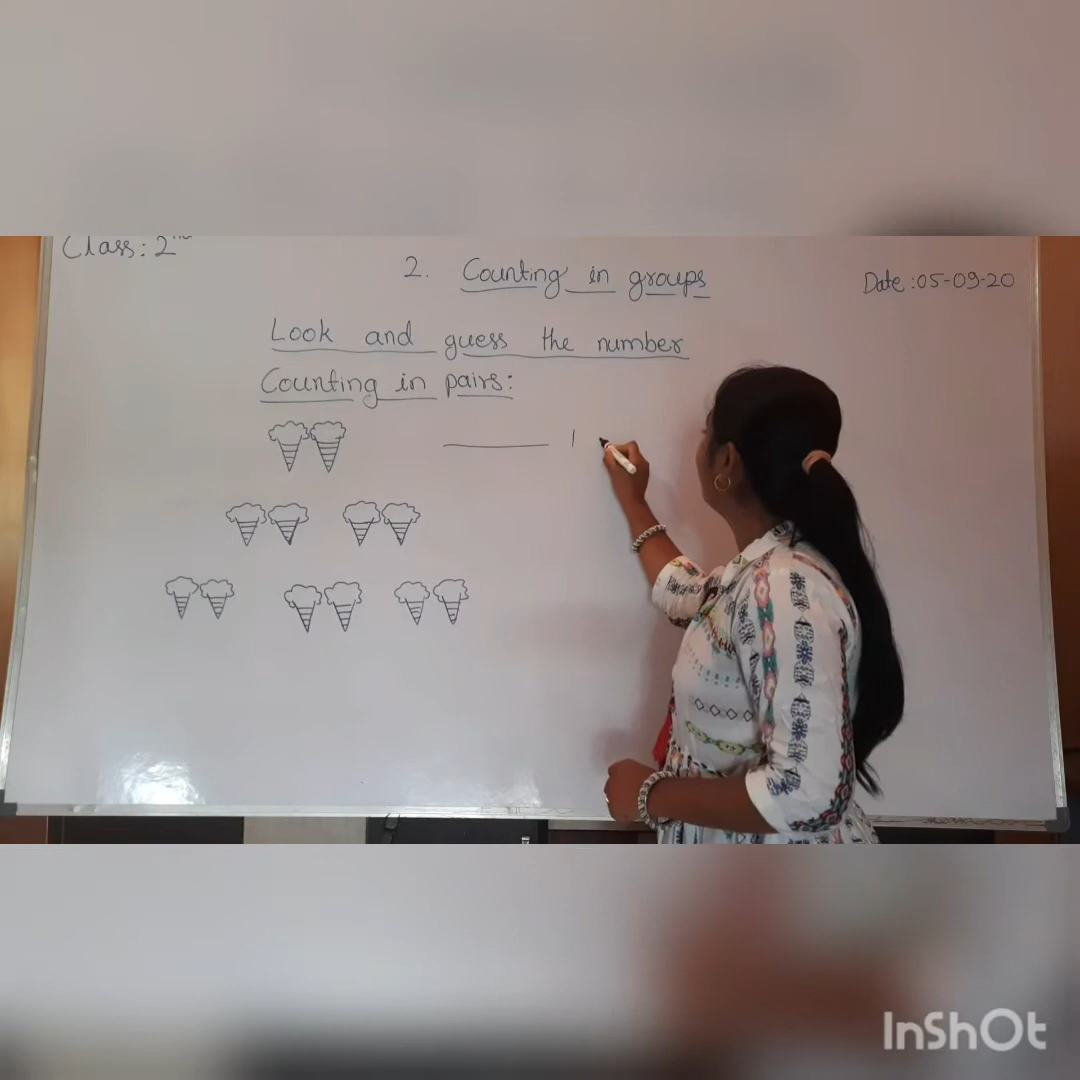 Class: 2nd
2. Counting in groups
Date: 05-09-20
Look and guess the number
Counting in pairs:
1
InShOt